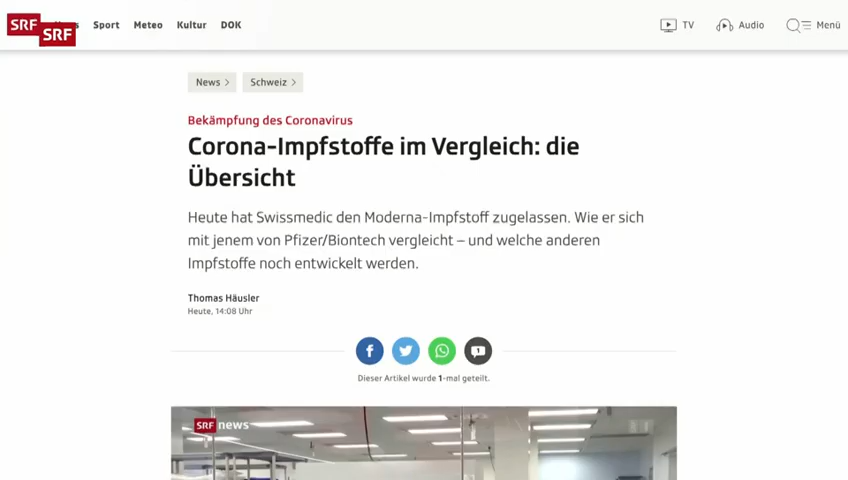 SRF
SRF
Sport Meteo Kultur DOK
TV Audio Menü
News Schweiz
Bekämpfung des Coronavirus
Corona-Impfstoffe im Vergleich: die
Übersicht
Heute hat Swissmedic den Moderna-Impfstoff zugelassen. Wie er sich
mit jenem von Pfizer/Biontech vergleicht – und welche anderen
Impfstoffe noch entwickelt werden.
Thomas Häusler
Heute, 14:08 Uhr
1
Dieser Artikel wurde 1-mal geteilt.
SRF news